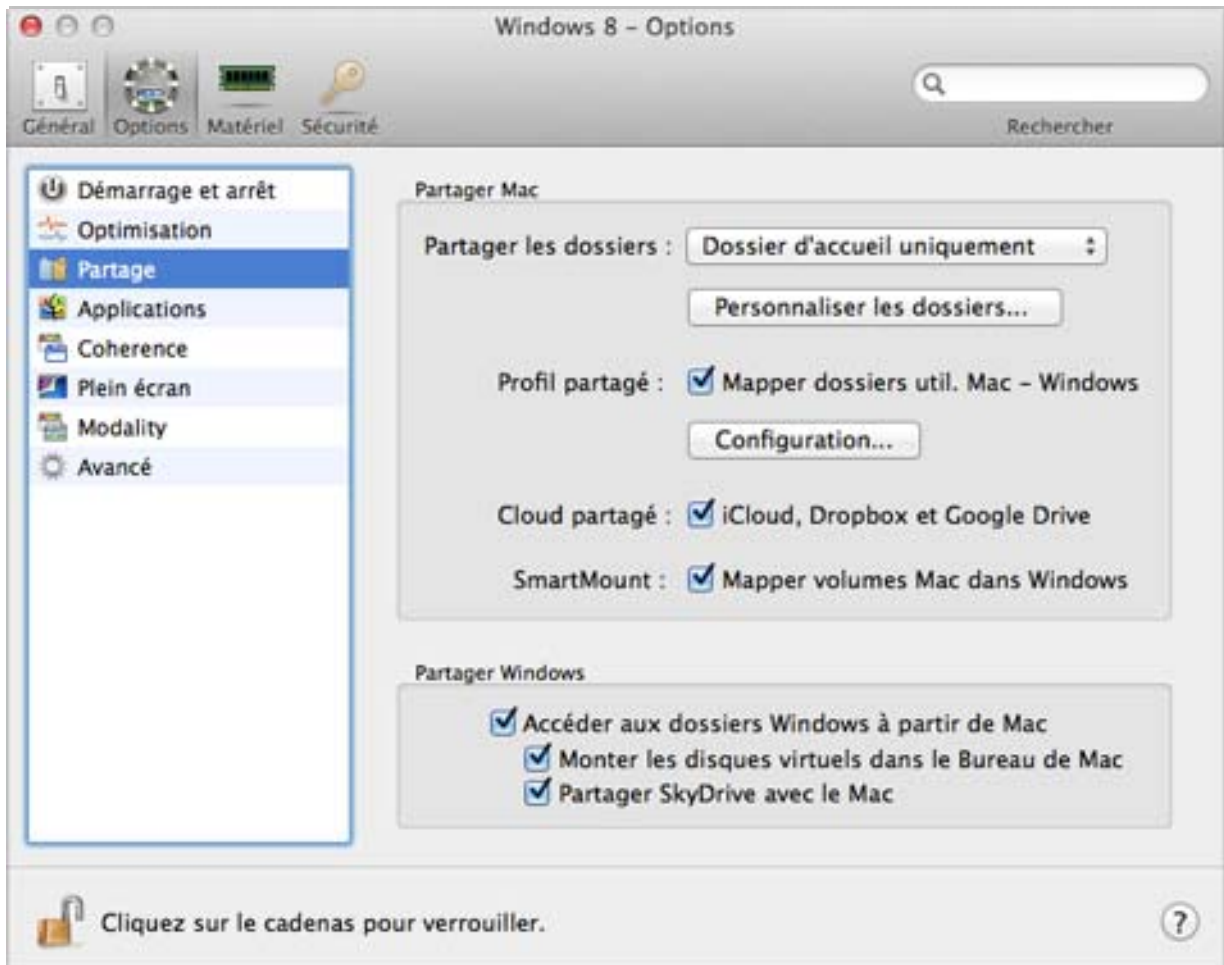 Windows 8 – Options
Général Options Matériel Sécurité
Rechercher
Démarrage et arrêt
Optimisation
Partage
Applications
Coherence
Plein écran
Modality
Avancé
Partager Mac
Partager les dossiers : Dossier d'accueil uniquement
Personnaliser les dossiers...
Profil partagé : Mapper dossiers util. Mac – Windows
Configuration...
Cloud partagé : iCloud, Dropbox et Google Drive
SmartMount : Mapper volumes Mac dans Windows
Partager Windows
Accéder aux dossiers Windows à partir de Mac
Monter les disques virtuels dans le Bureau de Mac
Partager SkyDrive avec le Mac
Cliquez sur le cadenas pour verrouiller.
?